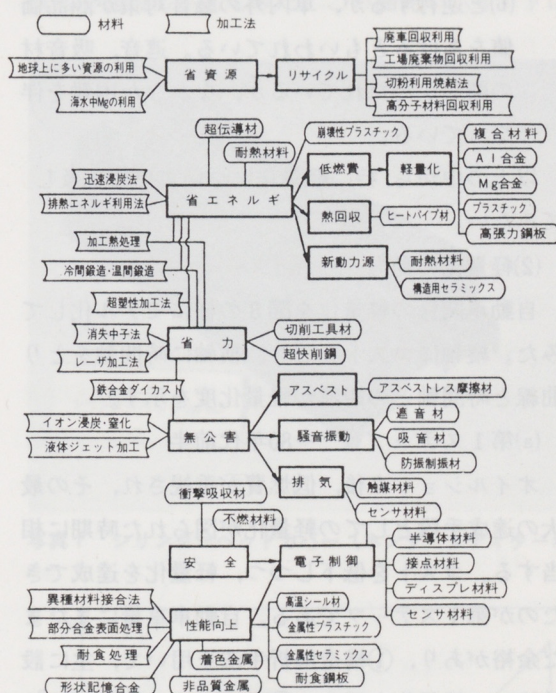 材料
加工法
地球上に多い資源の利用
海水中Mgの利用
省資源
リサイクル
廃車回収利用
工場廃棄物回収利用
切粉利用焼結法
高分子材料回収利用
超伝導材
耐熱材料
崩壊性プラスチック
迅速浸炭法
排熱エネルギ利用法
省エネルギ
低燃費
軽量化
複合材料
Al合金
Mg合金
プラスチック
高張力鋼板
熱回収
ヒートパイプ材
新動力源
耐熱材料
構造用セラミックス
加工熱処理
冷間鍛造・温間鍛造
超塑性加工法
消失中子法
レーザ加工法
省力
切削工具材
超快削鋼
鉄合金ダイカスト
イオン浸炭・窒化
液体ジェット加工
無公害
アスベスト
アスベストレス摩擦材
騒音振動
遮音材
吸音材
防振制振材
排気
触媒材料
センサ材料
衝撃吸収材
不燃材料
安全
電子制御
半導体材料
接点材料
ディスプレ材料
センサ材料
異種材料接合法
部分合金表面処理
耐食処理
形状記憶合金
性能向上
高温シール材
金属性プラスチック
金属性セラミックス
耐食鋼板
着色金属
非晶質金属